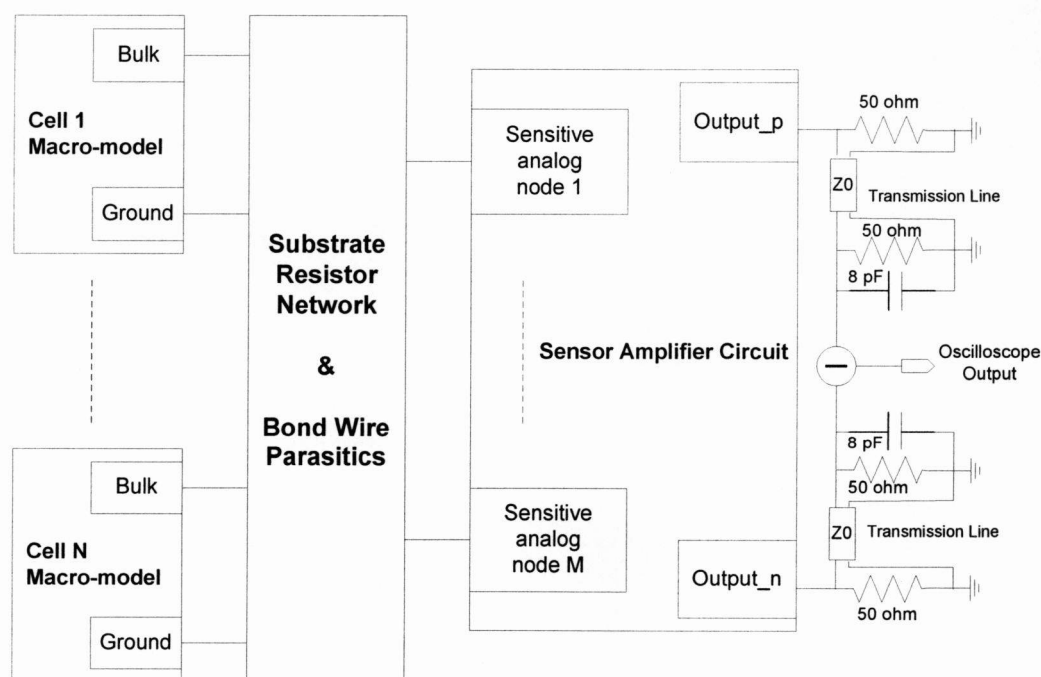 Bulk
Cell 1
Macro-model
Ground
Substrate
Resistor
Network
&
Bond Wire
Parasitics
Bulk
Cell N
Macro-model
Ground
Sensitive
analog
node 1
Sensor Amplifier Circuit
Sensitive
analog
node M
Output_p
Output_n
50 ohm
Z0
Transmission Line
50 ohm
8 pF
Oscilloscope
Output
8 pF
50 ohm
Z0
Transmission Line
50 ohm